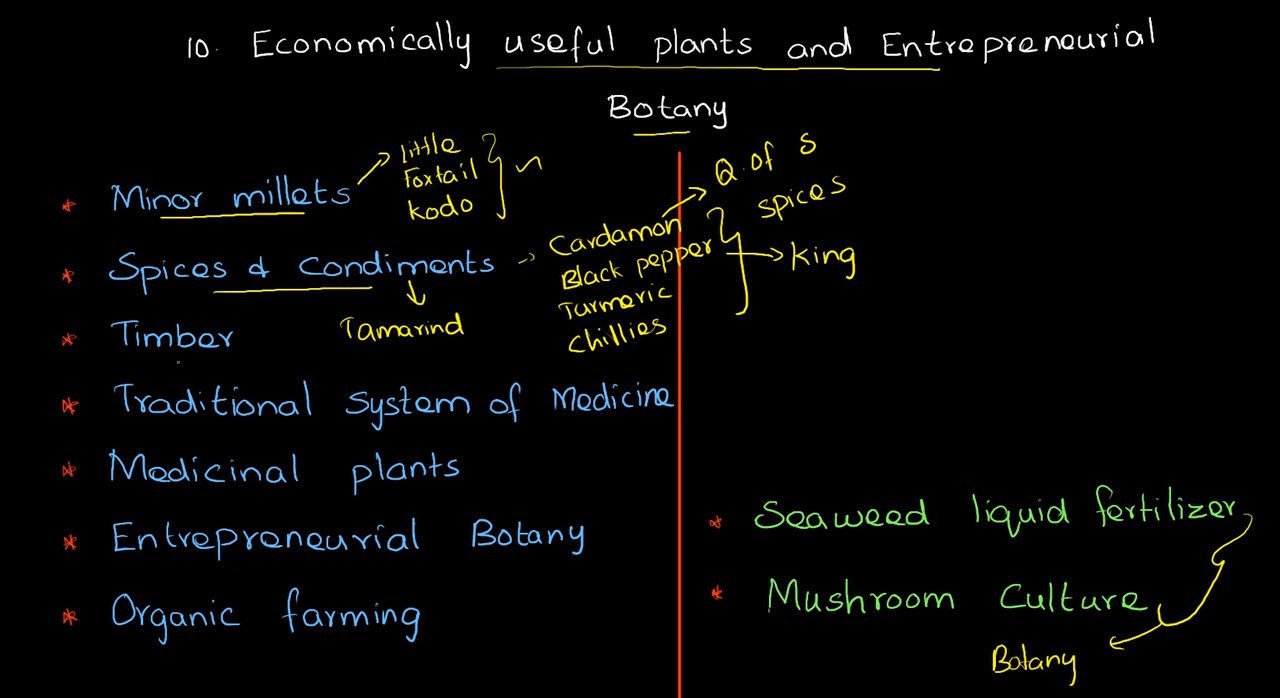 10. Economically useful plants and Entrepreneurial
Botany
* Minor millets
little
Foxtail
kodo
* Spices & Condiments
Cardamon
Black pepper
Turmeric
chillies
Q. of S
spices
King
Tamarind
* Timber
* Traditional System of Medicine
* Medicinal plants
* Entrepreneurial Botany
* Organic farming
* Seaweed liquid fertilizer
* Mushroom Culture
Botany